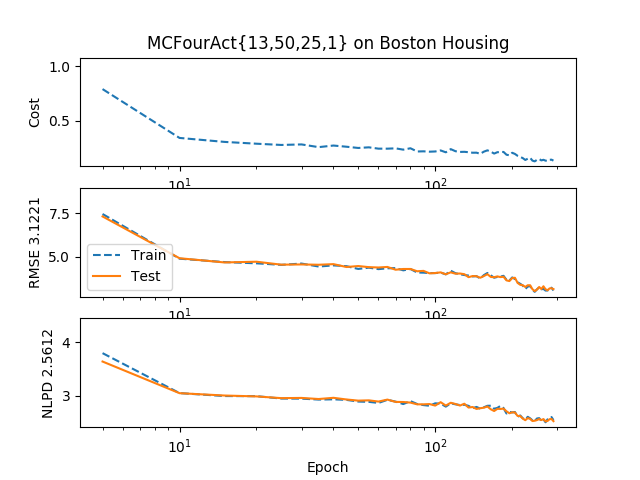 MCFourAct{13,50,25,1} on Boston Housing
1.0
0.5
Cost
10¹
10²
7.5
5.0
RMSE 3.1221
Train
Test
10¹
10²
4
3
NLPD 2.5612
10¹
10²
Epoch